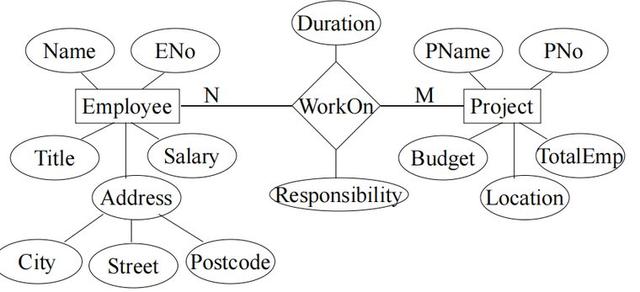 Duration
Name
ENo
PName
PNo
Employee
N
WorkOn
M
Project
Title
Salary
Budget
TotalEmp
Address
Responsibility
Location
City
Street
Postcode